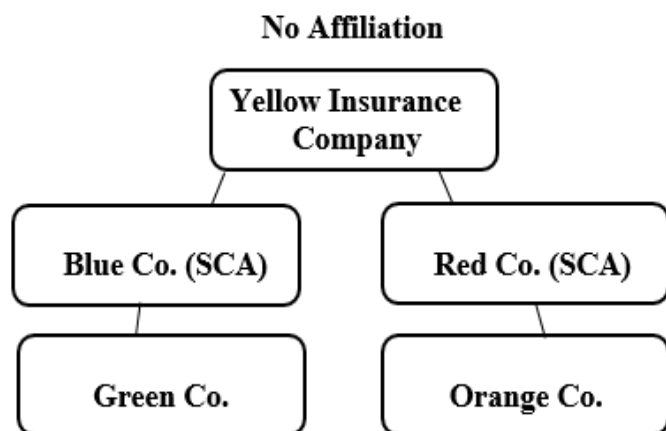 No Affiliation
Yellow Insurance
Company
Blue Co. (SCA)
Red Co. (SCA)
Green Co.
Orange Co.